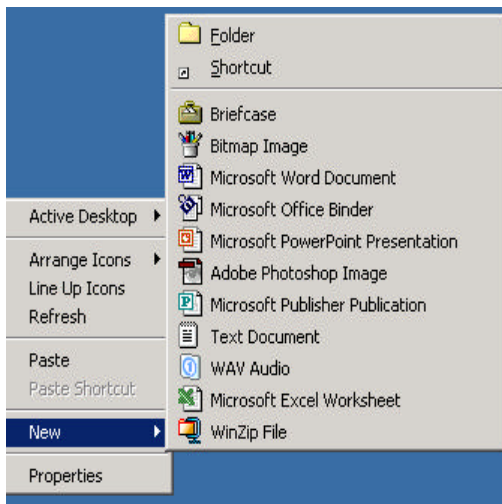 Active Desktop
Arrange Icons
Line Up Icons
Refresh
Paste
Paste Shortcut
New
Properties
Folder
Shortcut
Briefcase
Bitmap Image
Microsoft Word Document
Microsoft Office Binder
Microsoft PowerPoint Presentation
Adobe Photoshop Image
Microsoft Publisher Publication
Text Document
WAV Audio
Microsoft Excel Worksheet
WinZip File